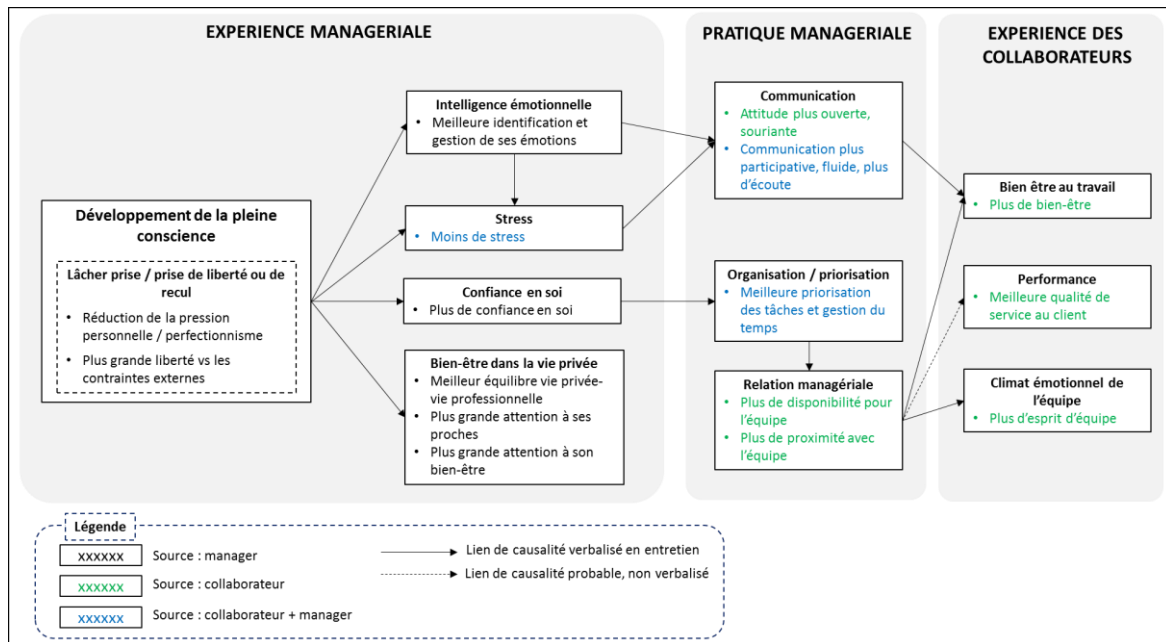 EXPERIENCE MANAGERIALE
PRATIQUE MANAGERIALE
EXPERIENCE DES
COLLABORATEURS
Développement de la pleine
conscience
Lâcher prise / prise de liberté ou de
recul
• Réduction de la pression
personnelle / perfectionnisme
• Plus grande liberté vs les
contraintes externes
Intelligence émotionnelle
• Meilleure identification et
gestion de ses émotions
Stress
• Moins de stress
Confiance en soi
• Plus de confiance en soi
Bien-être dans la vie privée
• Meilleur équilibre vie privée-
vie professionnelle
• Plus grande attention à ses
proches
• Plus grande attention à son
bien-être
Communication
• Attitude plus ouverte,
souriante
• Communication plus
participative, fluide, plus
d'écoute
Organisation / priorisation
• Meilleure priorisation
des tâches et gestion du
temps
Relation managériale
• Plus de disponibilité pour
l'équipe
• Plus de proximité avec
l'équipe
Bien être au travail
• Plus de bien-être
Performance
• Meilleure qualité de
service au client
Climat émotionnel de
l'équipe
• Plus d'esprit d'équipe
Légende
xxxxxx Source : manager
xxxxxx Source : collaborateur
xxxxxx Source : collaborateur + manager
Lien de causalité verbalisé en entretien
Lien de causalité probable, non verbalisé